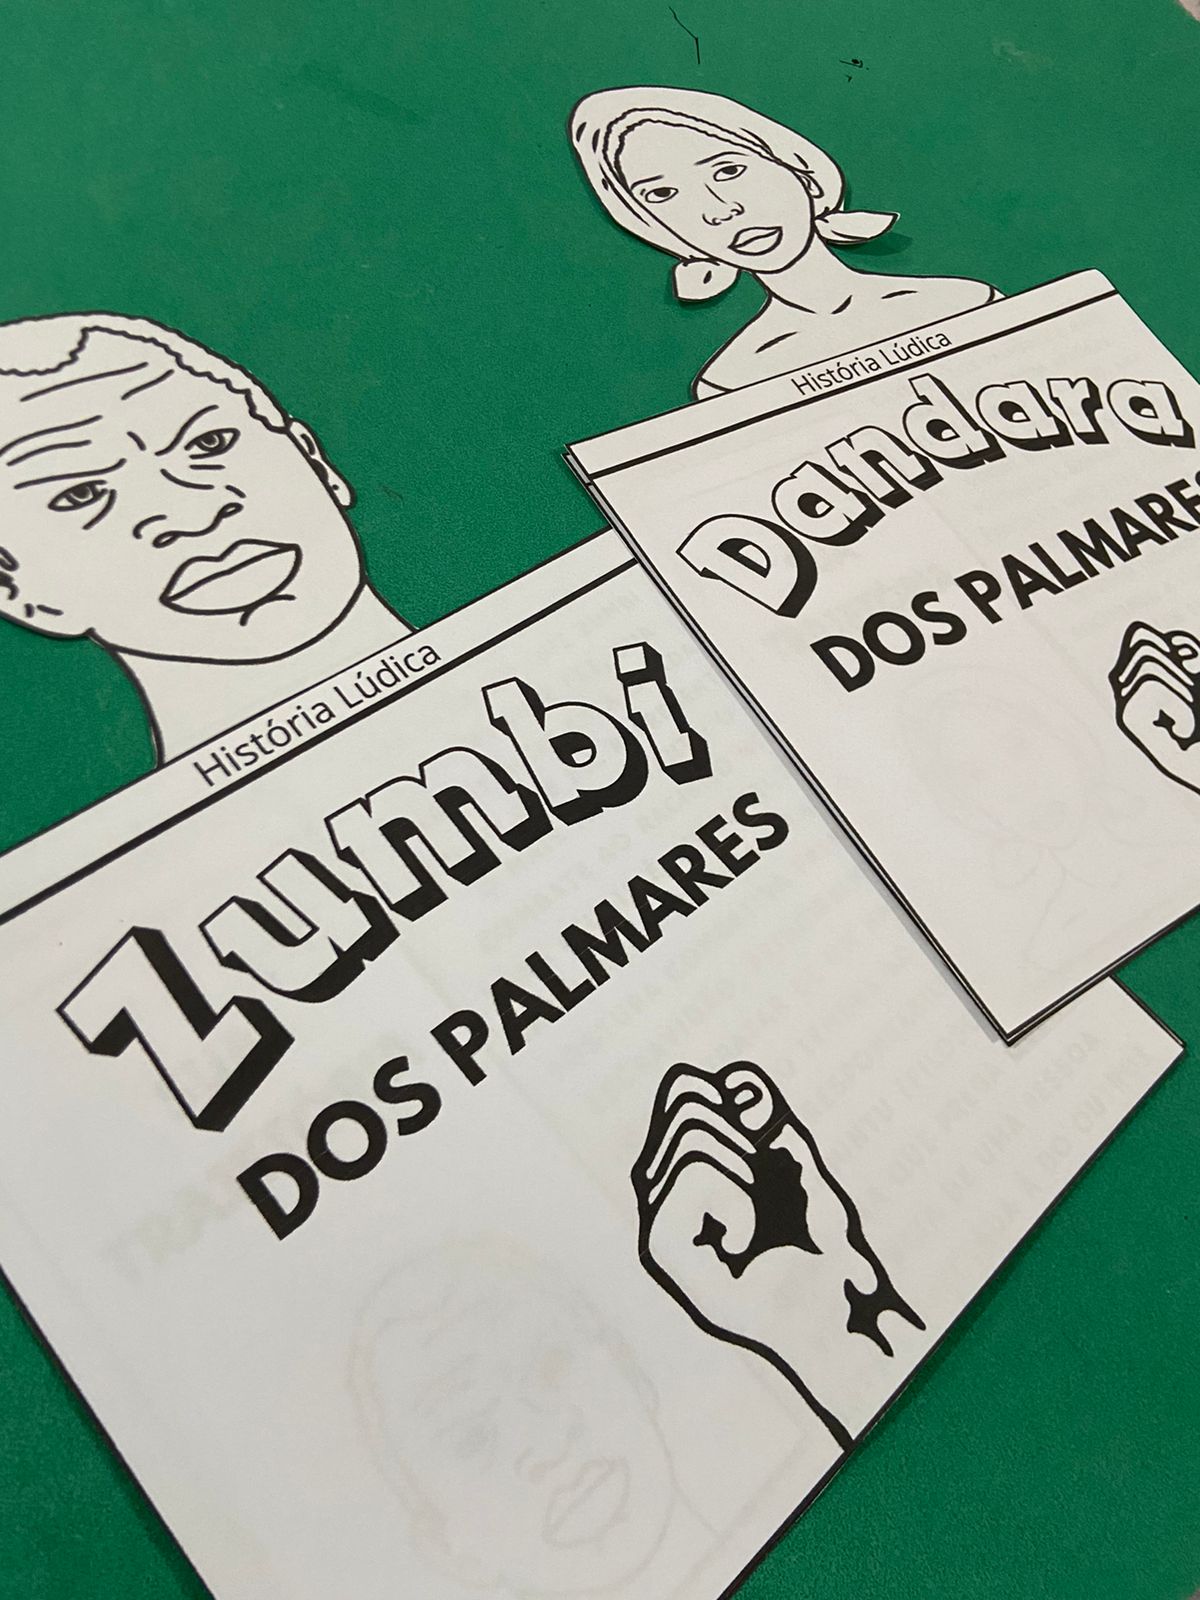 História Lúdica
Zumbi
DOS PALMARES
História Lúdica
Dandara
DOS PALMARES